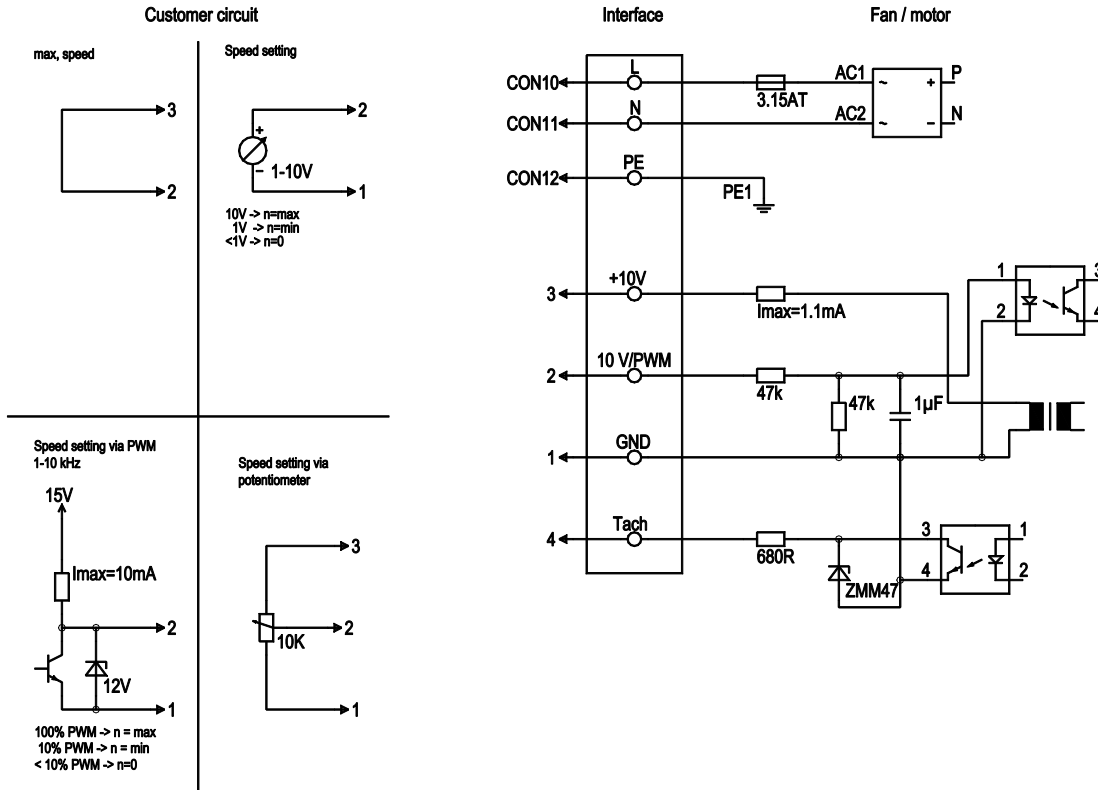 Customer circuit
Interface
Fan / motor
max, speed
3
2
Speed setting
2
+
−
1-10V
1
10V -> n=max
1V -> n=min
<1V -> n=0
Speed setting via PWM
1-10 kHz
15V
Imax=10mA
2
12V
1
100% PWM -> n = max
10% PWM -> n = min
< 10% PWM -> n=0
Speed setting via
potentiometer
3
2
10K
1
CON10
L
3.15AT
AC1
~
+
P
CON11
N
AC2
~
−
N
CON12
PE
PE1
3
+10V
Imax=1.1mA
1
2
3
4
2
10 V/PWM
47k
47k
1µF
1
GND
4
Tach
680R
ZMM47
3
4
1
2